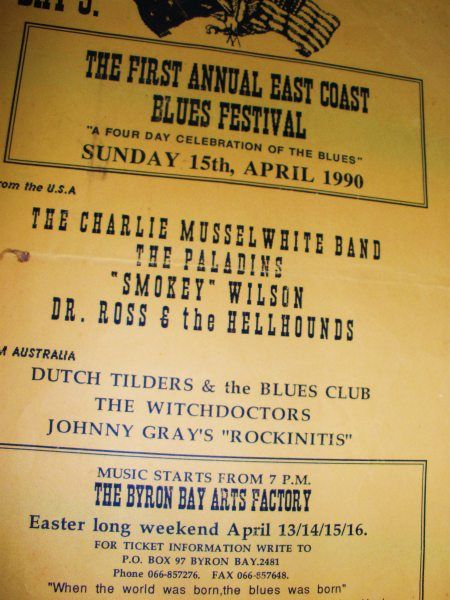 DAY 3.
THE FIRST ANNUAL EAST COAST
BLUES FESTIVAL
"A FOUR DAY CELEBRATION OF THE BLUES"
SUNDAY 15th, APRIL 1990
om the U.S.A
THE CHARLIE MUSSELWHITE BAND
THE PALADINS
"SMOKEY" WILSON
DR. ROSS & the HELLHOUNDS
M AUSTRALIA
DUTCH TILDERS & the BLUES CLUB
THE WITCHDOCTORS
JOHNNY GRAY'S "ROCKINITIS"
MUSIC STARTS FROM 7 P.M.
THE BYRON BAY ARTS FACTORY
Easter long weekend April 13/14/15/16.
FOR TICKET INFORMATION WRITE TO
P.O. BOX 97 BYRON BAY.2481
Phone 066-857276. FAX 066-857648.
"When the world was born,the blues was born"